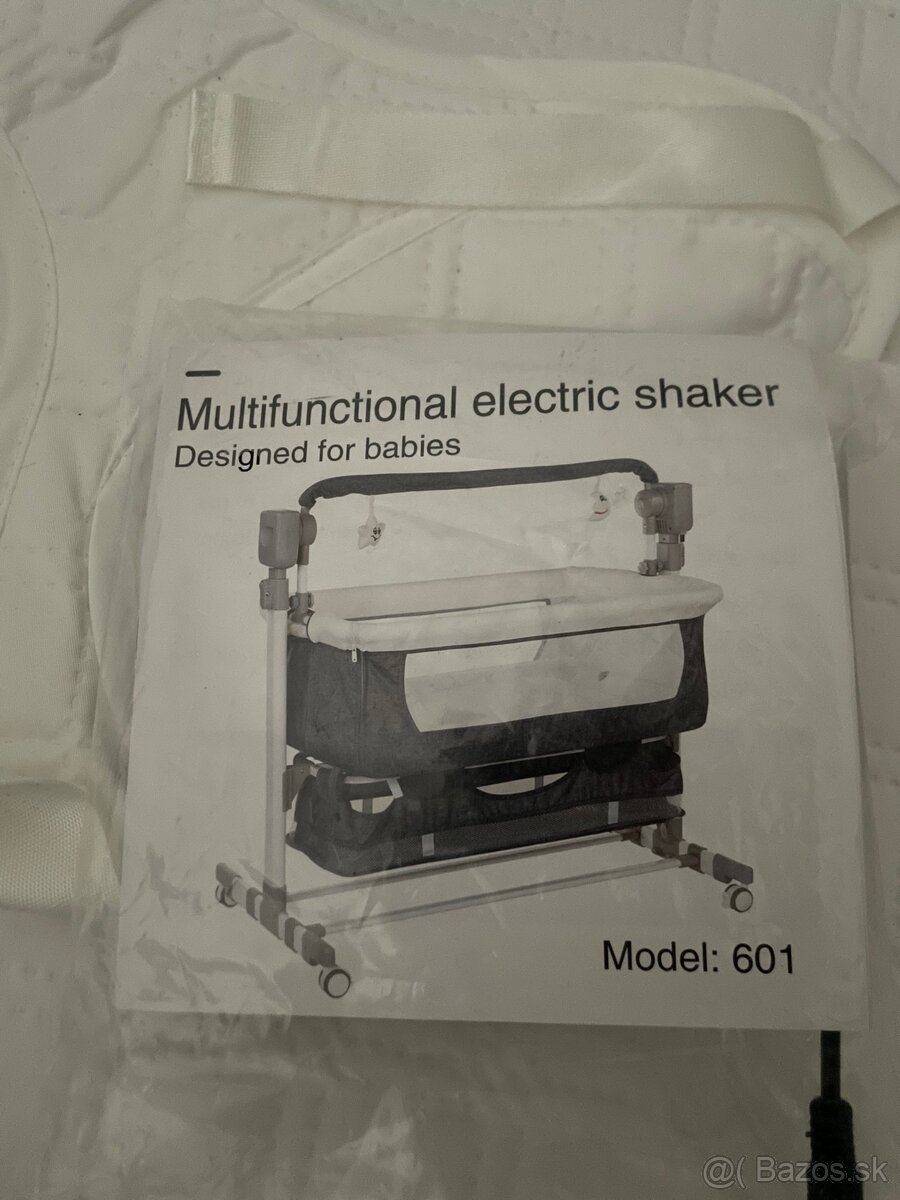 Multifunctional electric shaker
Designed for babies
Model: 601
@( Bazos.sk